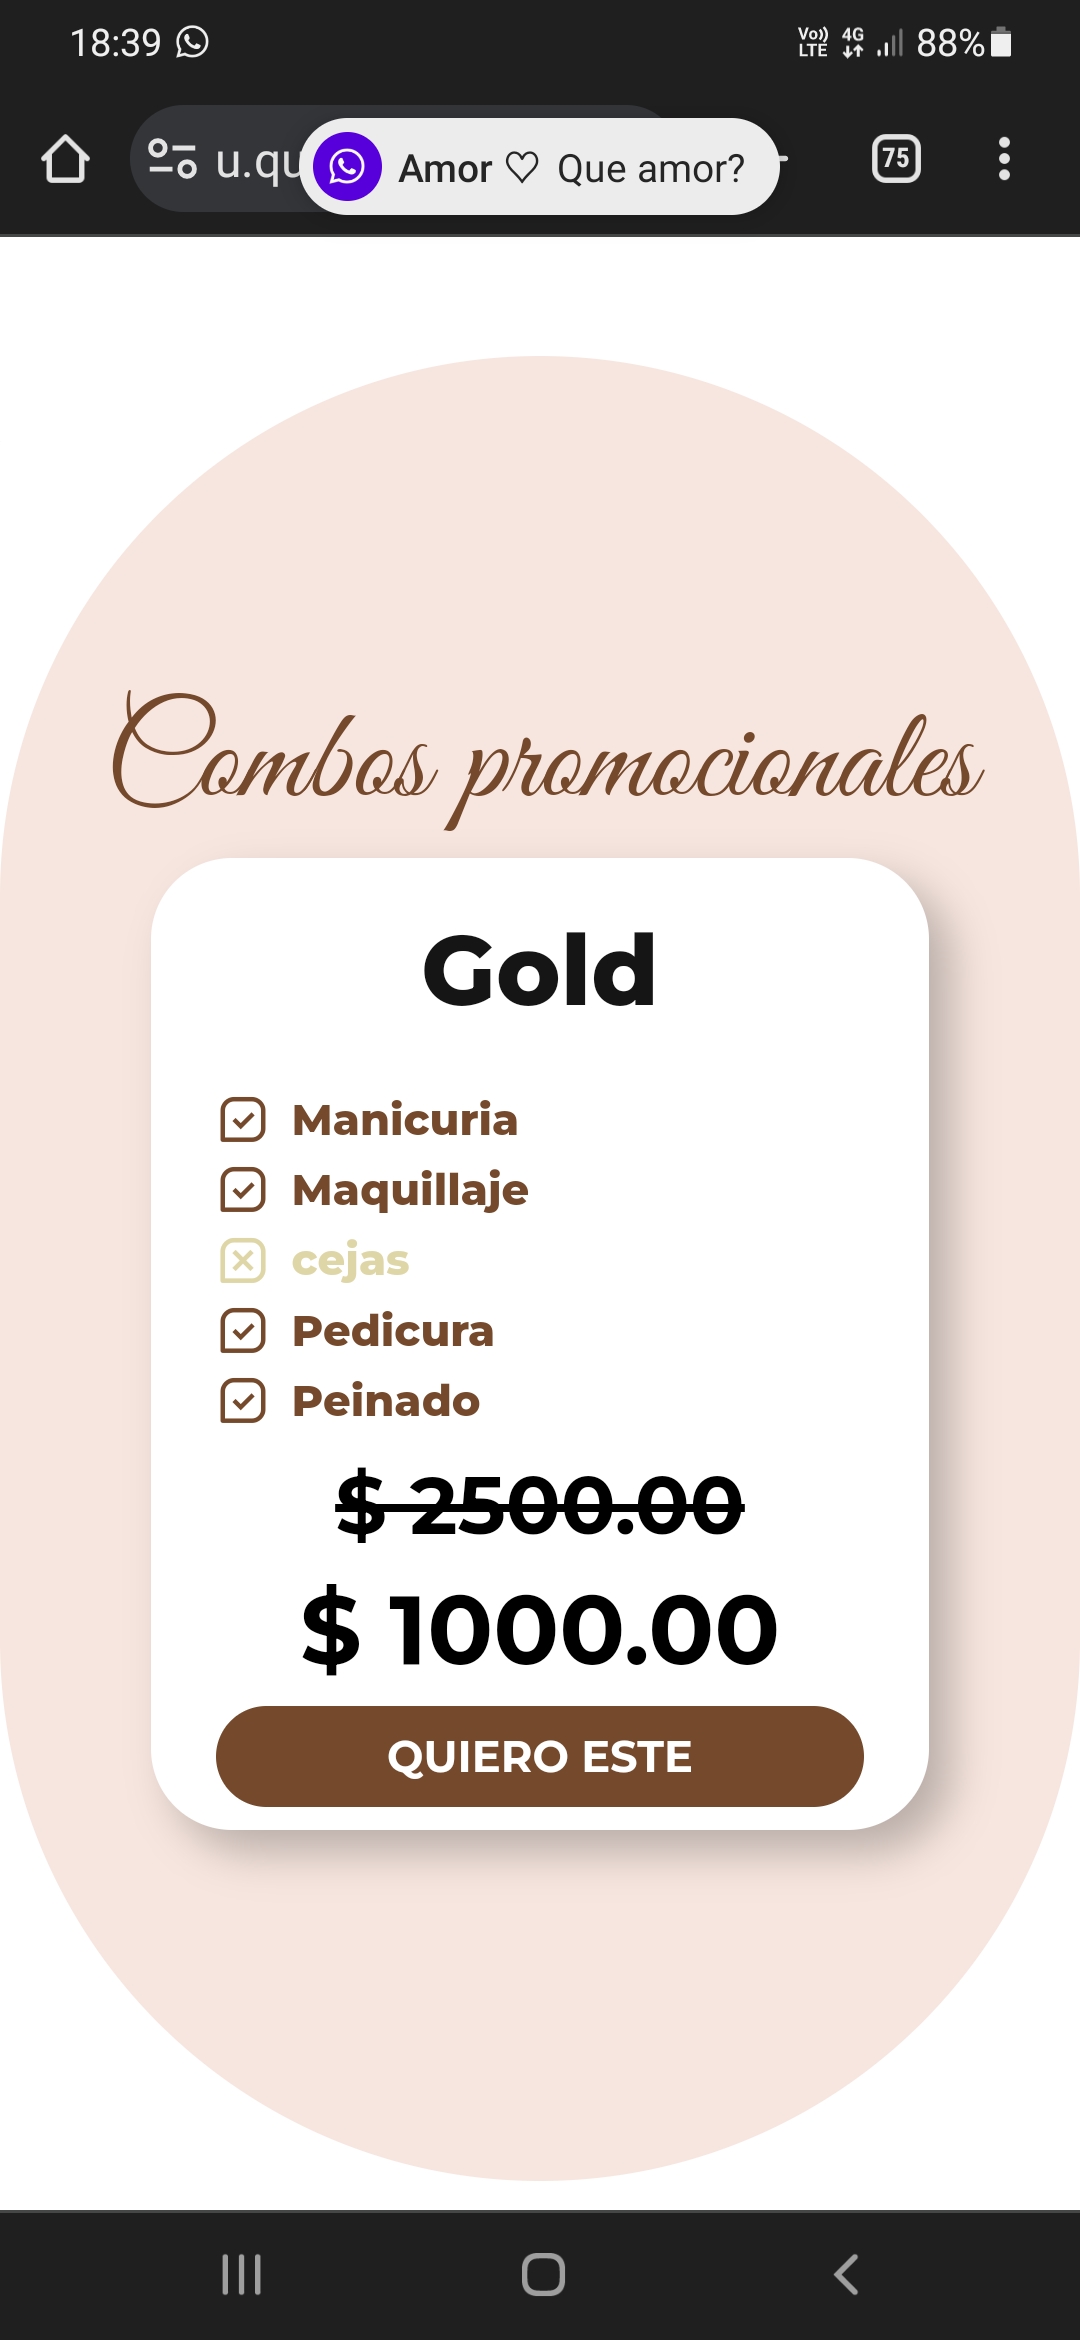 18:39
Vo)) LTE 4G 88%
u.qu
Amor ♡ Que amor?
75
Combos promocionales
Gold
Manicuria
Maquillaje
cejas
Pedicura
Peinado
$ 2500.00
$ 1000.00
QUIERO ESTE